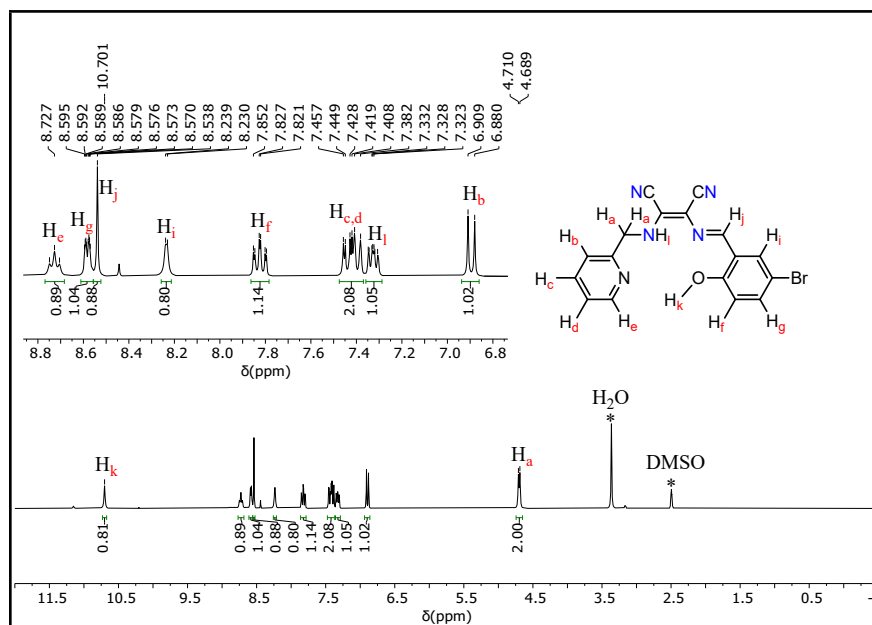 10.701
4.710
4.689
8.727
8.595
8.592
8.589
8.586
8.579
8.576
8.573
8.570
8.538
8.239
8.230
7.852
7.827
7.821
7.457
7.449
7.428
7.419
7.408
7.382
7.332
7.328
7.323
6.909
6.880
He
Hg
Hj
Hi
Hf
Hc,d
Hl
Hb
0.89
1.04
0.88
0.80
1.14
2.08
1.05
1.02
8.8 8.6 8.4 8.2 8.0 7.8 7.6 7.4 7.2 7.0 6.8
δ(ppm)
CN CN
Ha Ha Hj
Hb NHl N Hi
Hc N O Br
Hk
Hd He Hf Hg
H2O
*
DMSO
*
Hk
Ha
0.81
0.89
1.04
0.88
0.80
1.14
2.08
1.05
1.02
2.00
11.5 10.5 9.5 8.5 7.5 6.5 5.5 4.5 3.5 2.5 1.5 0.5 -0
δ(ppm)